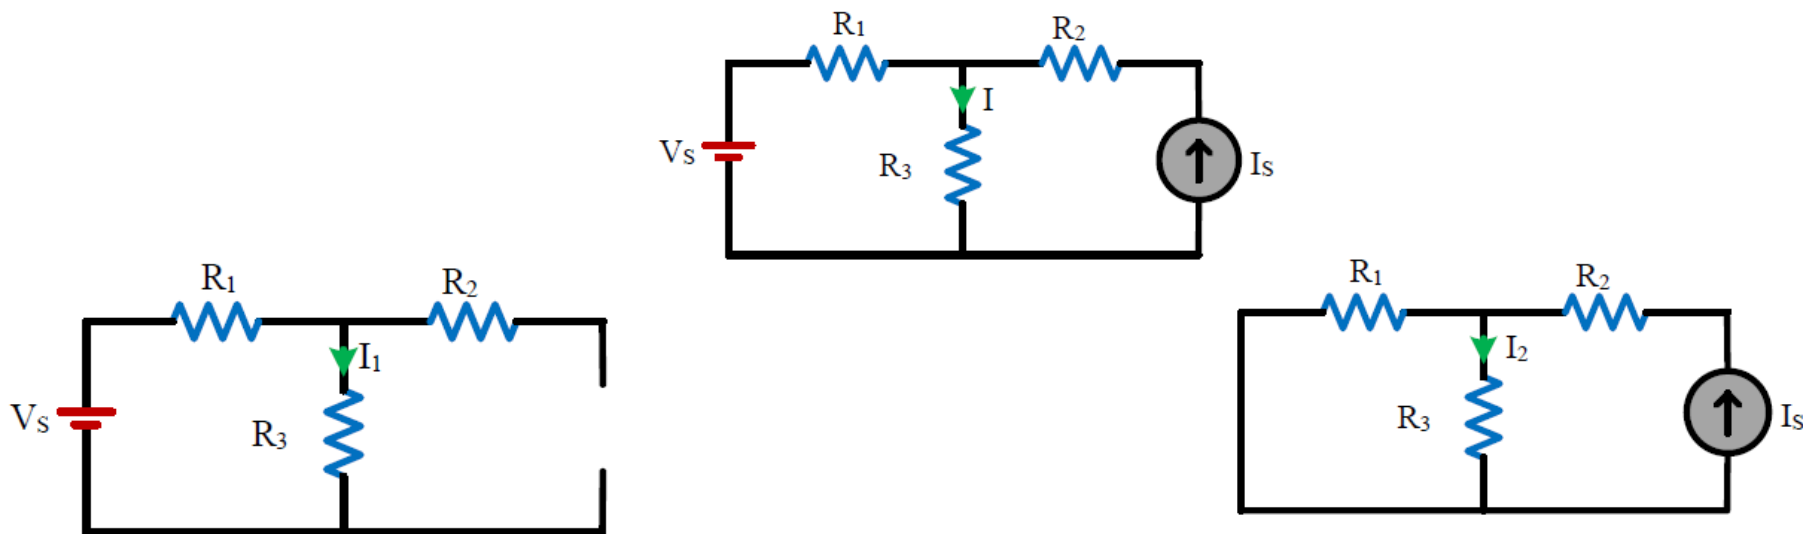 R₁
R₂
I
Vₛ
R₃
Iₛ
R₁
R₂
I₁
Vₛ
R₃
R₁
R₂
I₂
R₃
Iₛ